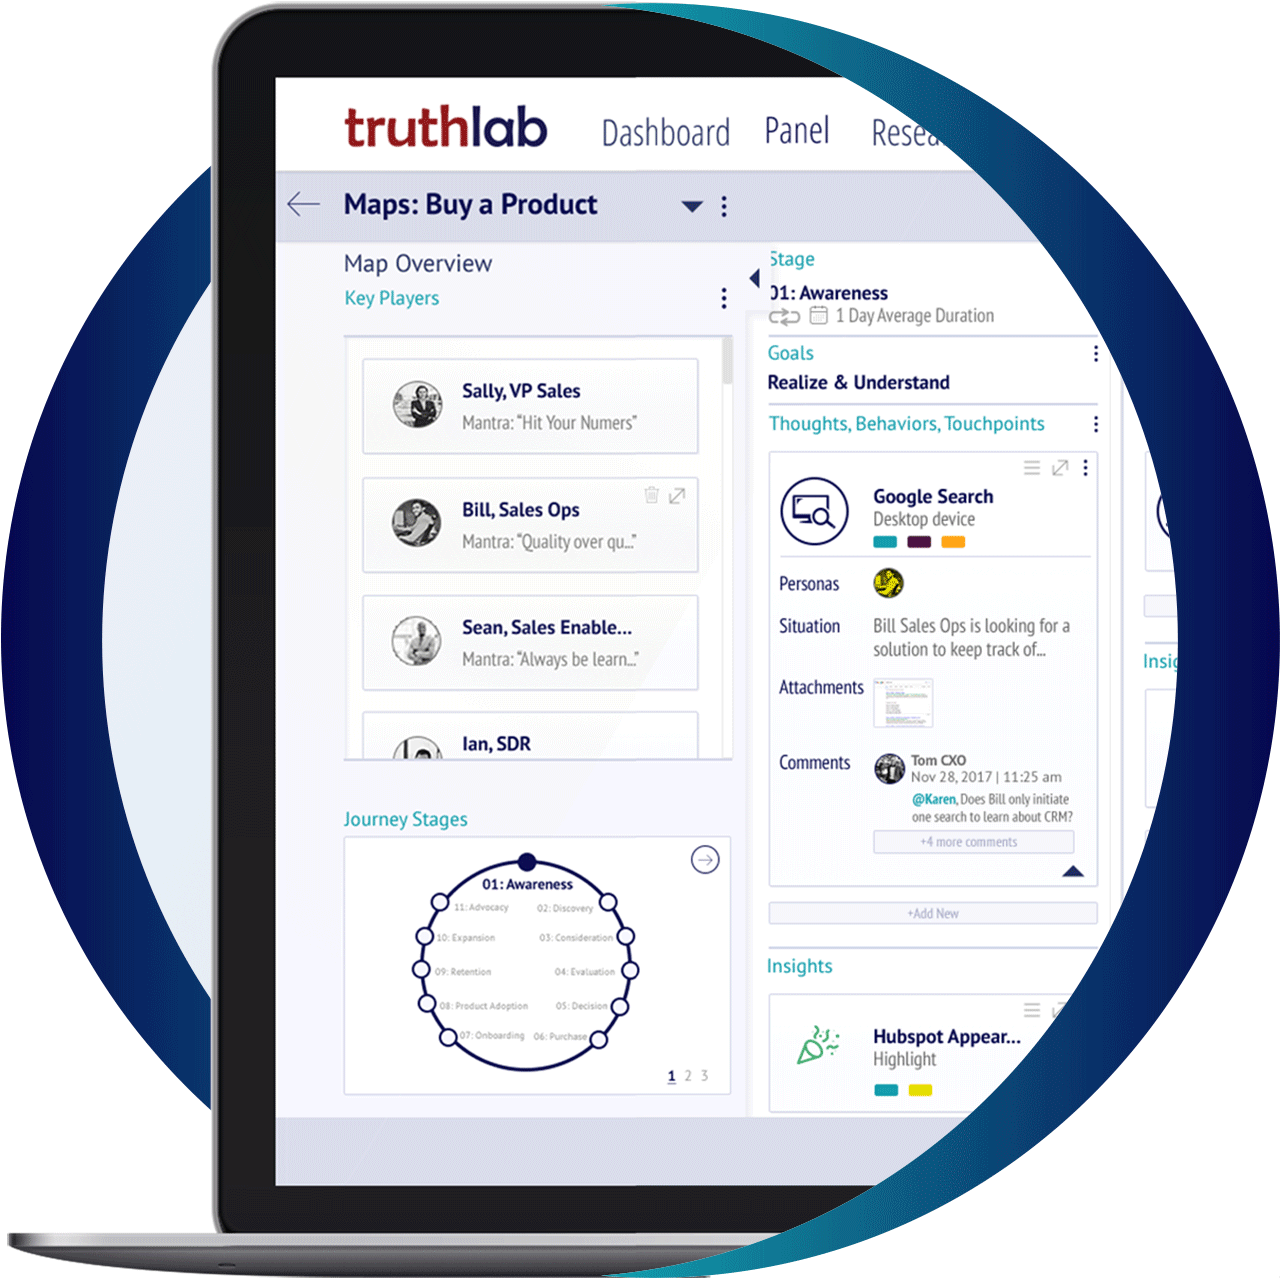 truthlab
Dashboard Panel
Maps: Buy a Product
Map Overview
Key Players
Sally, VP Sales
Mantra: “Hit Your Numers”
Bill, Sales Ops
Mantra: “Quality over qu...”
Sean, Sales Enable...
Mantra: “Always be learn...”
Ian, SDR
Journey Stages
01: Awareness
11: Advocacy 02: Discovery
10: Expansion 03: Consideration
09: Retention 04: Evaluation
08: Product Adoption 05: Decision
07: Onboarding 06: Purchase
1 2 3
Stage
01: Awareness
1 Day Average Duration
Goals
Realize & Understand
Thoughts, Behaviors, Touchpoints
Google Search
Desktop device
Personas
Situation
Bill Sales Ops is looking for a
solution to keep track of...
Attachments
Comments
Tom CXO
Nov 28, 2017 | 11:25 am
@Karen, Does Bill only initiate
one search to learn about CRM?
+4 more comments
+Add New
Insights
Hubspot Appear...
Highlight